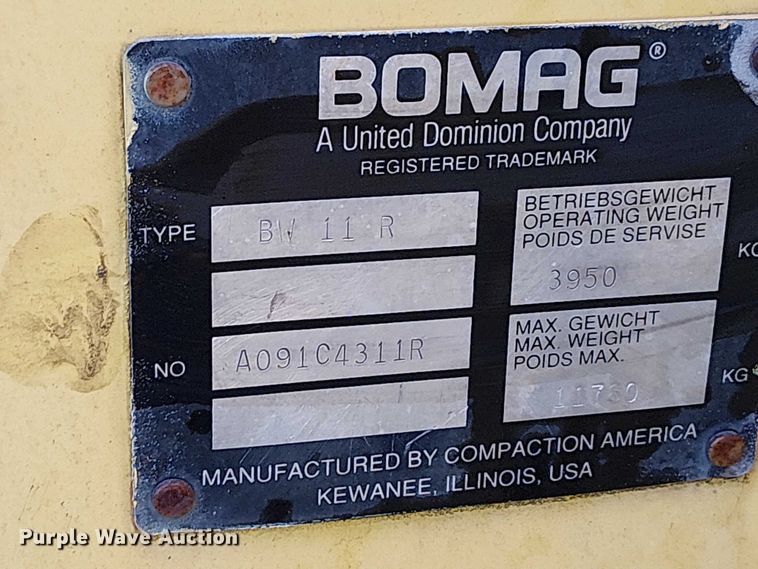 BOMAG®
A United Dominion Company
REGISTERED TRADEMARK
TYPE BW 11 R
BETRIEBSGEWICHT
OPERATING WEIGHT
POIDS DE SERVISE
3950
NO A091C4311R
MAX. GEWICHT
MAX. WEIGHT
POIDS MAX.
KG
MANUFACTURED BY COMPACTION AMERICA
KEWANEE, ILLINOIS, USA
Purple Wave Auction